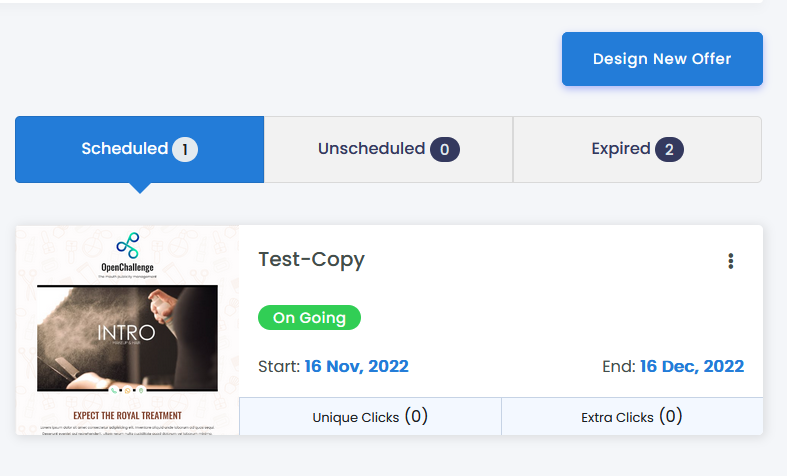 Design New Offer
Scheduled 1
Unscheduled 0
Expired 2
OpenChallenge
Test-Copy
On Going
INTRO
Start: 16 Nov, 2022
End: 16 Dec, 2022
EXPECT THE ROYAL TREATMENT
Unique Clicks (0)
Extra Clicks (0)